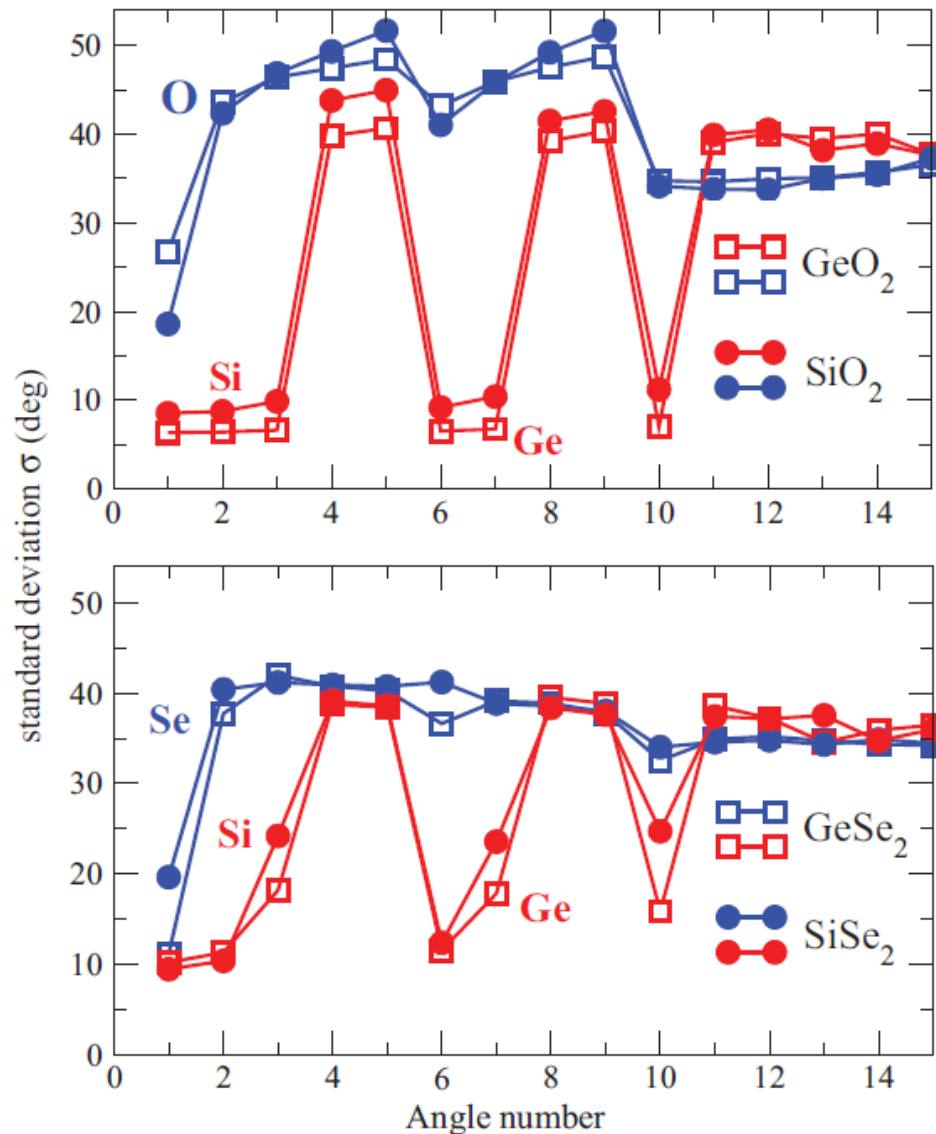 50
40
30
20
10
0
O
Si
Ge
GeO2
SiO2
0 2 4 6 8 10 12 14
standard deviation σ (deg)
50
40
30
20
10
0
Se
Si
Ge
GeSe2
SiSe2
0 2 4 6 8 10 12 14
Angle number